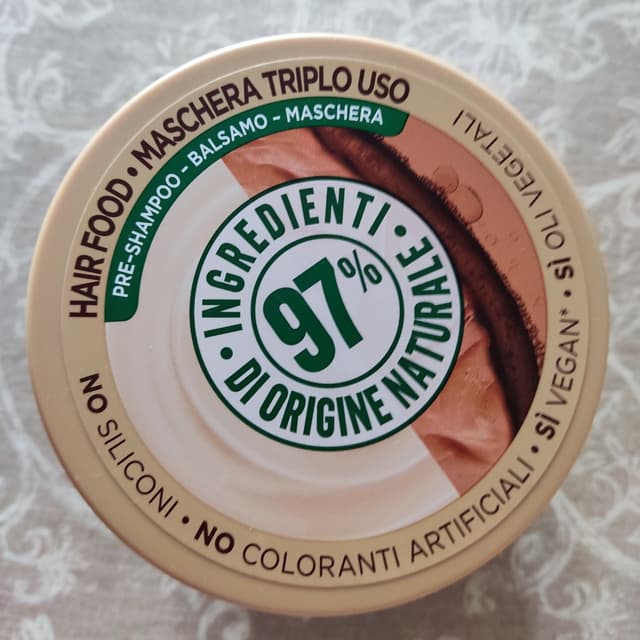 HAIR FOOD • MASCHERA TRIPLO USO
PRE-SHAMPOO - BALSAMO - MASCHERA
• INGREDIENTI •
DI ORIGINE NATURALE
97%
NO SILICONI • NO COLORANTI ARTIFICIALI • SÌ VEGAN* • SÌ OLI VEGETALI